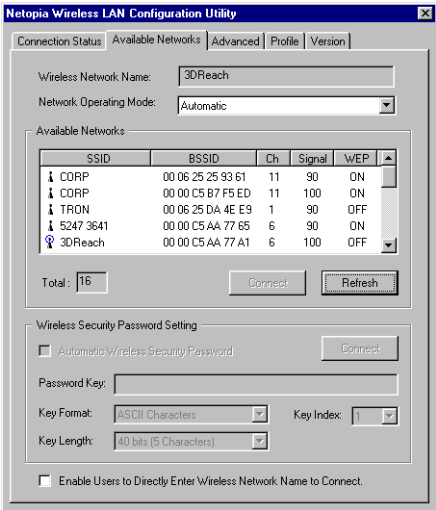 Netopia Wireless LAN Configuration Utility
Connection Status Available Networks Advanced Profile Version
Wireless Network Name: 3DReach
Network Operating Mode: Automatic
Available Networks
SSID BSSID Ch Signal WEP
CORP 00 06 25 25 93 61 11 90 ON
CORP 00 00 C5 B7 F5 ED 11 100 ON
TRON 00 06 25 DA 4E E9 1 90 OFF
5247 3641 00 00 C5 AA 77 65 6 90 ON
3DReach 00 00 C5 AA 77 A1 6 100 OFF
Total : 16 Connect Refresh
Wireless Security Password Setting
Automatic Wireless Security Password Connect
Password Key:
Key Format: ASCII Characters Key Index: 1
Key Length: 40 bits (5 Characters)
Enable Users to Directly Enter Wireless Network Name to Connect.